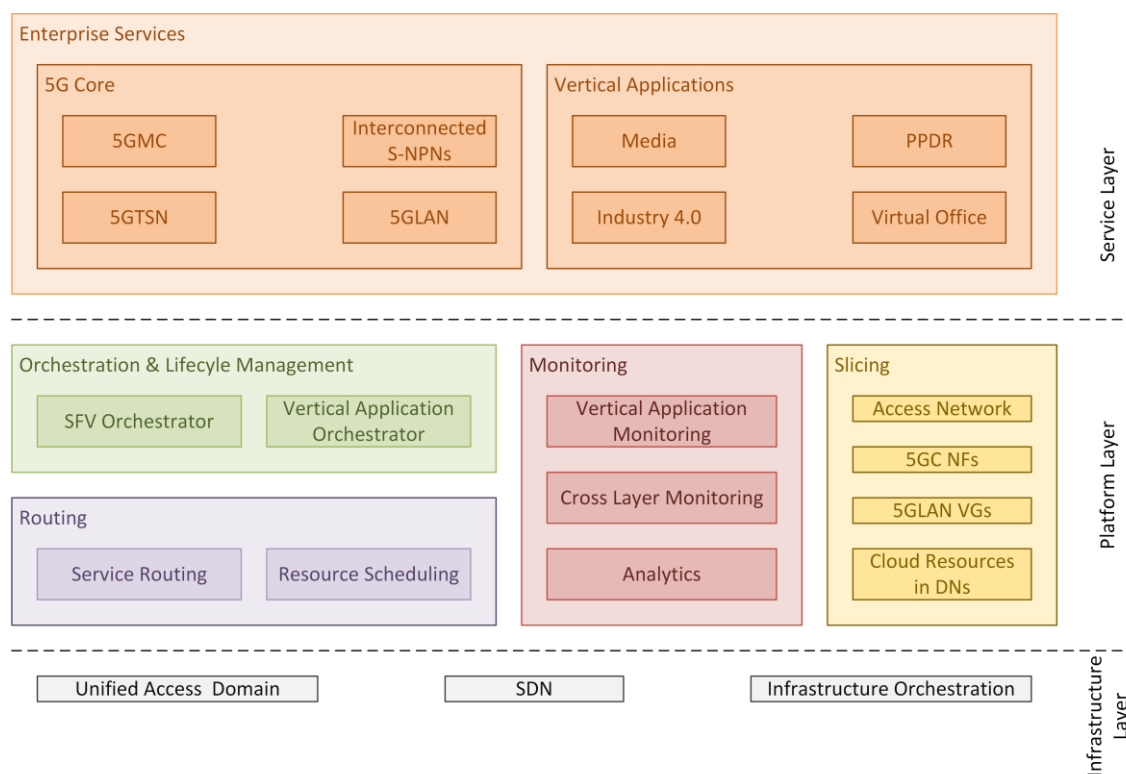 Enterprise Services
5G Core
5GMC
Interconnected
S-NPNs
5GTSN
5GLAN
Vertical Applications
Media
PPDR
Industry 4.0
Virtual Office
Service Layer
Orchestration & Lifecyle Management
SFV Orchestrator
Vertical Application
Orchestrator
Routing
Service Routing
Resource Scheduling
Monitoring
Vertical Application
Monitoring
Cross Layer Monitoring
Analytics
Slicing
Access Network
5GC NFs
5GLAN VGs
Cloud Resources
in DNs
Platform Layer
Unified Access Domain
SDN
Infrastructure Orchestration
Infrastructure
Layer